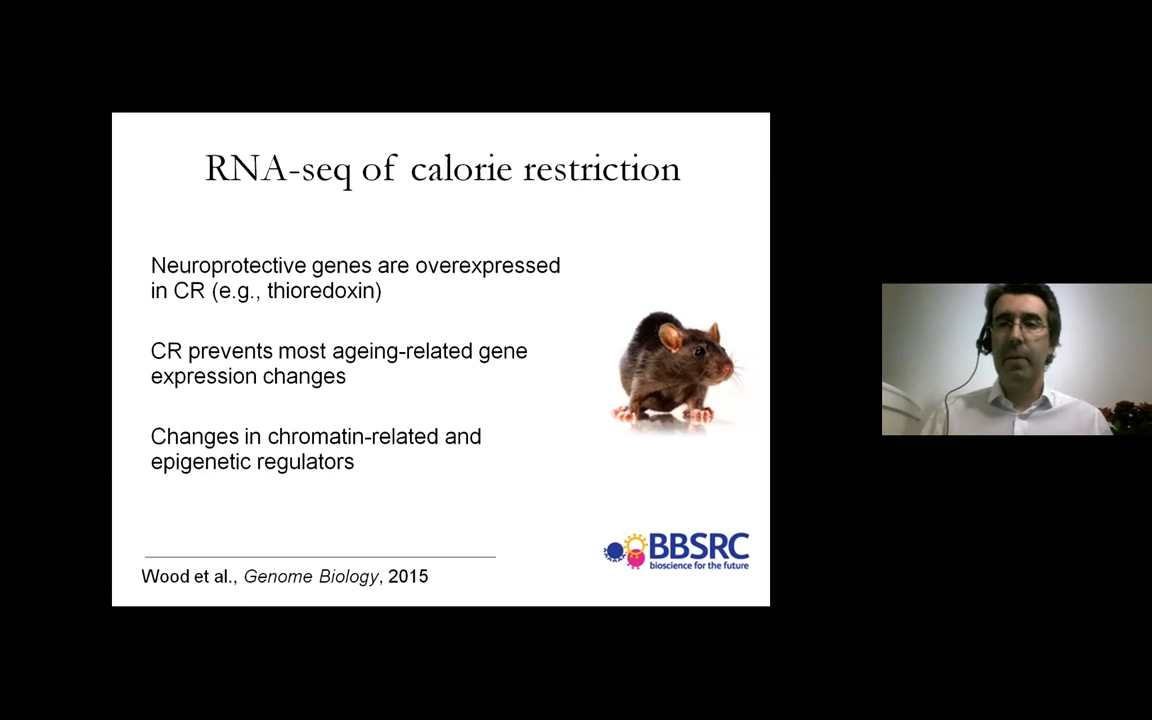 RNA-seq of calorie restriction
Neuroprotective genes are overexpressed
in CR (e.g., thioredoxin)
CR prevents most ageing-related gene
expression changes
Changes in chromatin-related and
epigenetic regulators
BBSRC
bioscience for the future
Wood et al., Genome Biology, 2015